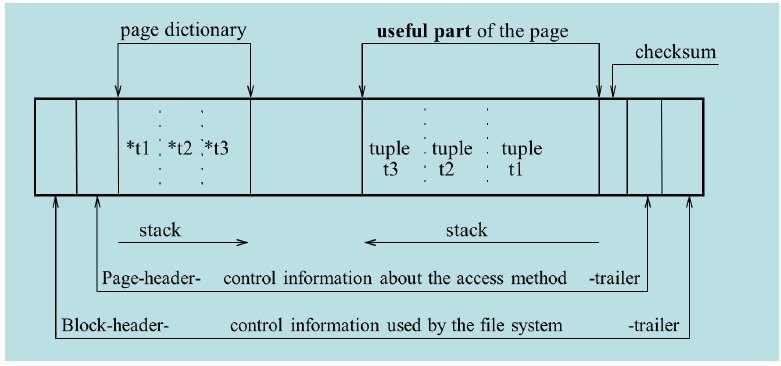 page dictionary
useful part of the page
checksum
*t1 *t2 *t3
tuple tuple tuple
t3 t2 t1
stack stack
Page-header- control information about the access method -trailer
Block-header- control information used by the file system -trailer